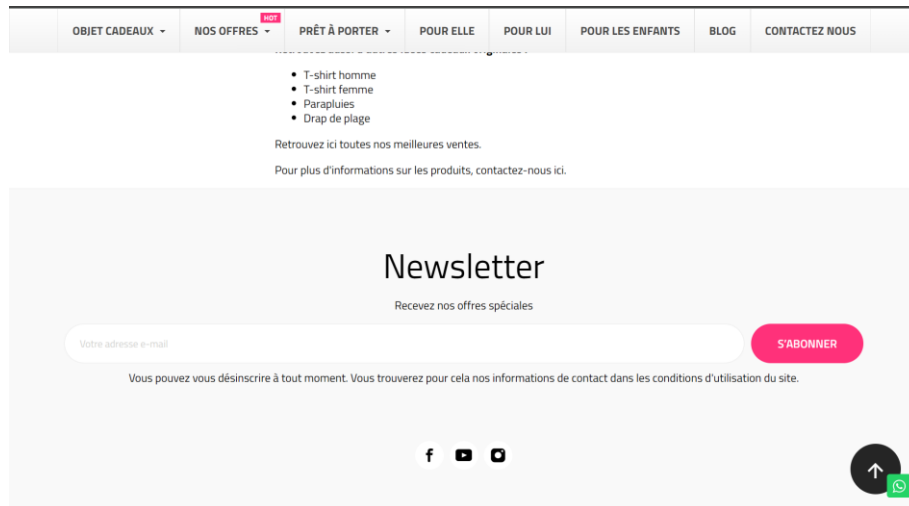 HOT
OBJET CADEAUX NOS OFFRES PRÊT À PORTER POUR ELLE POUR LUI POUR LES ENFANTS BLOG CONTACTEZ NOUS
T-shirt homme
T-shirt femme
Parapluies
Drap de plage
Retrouvez ici toutes nos meilleures ventes.
Pour plus d'informations sur les produits, contactez-nous ici.
Newsletter
Recevez nos offres spéciales
Votre adresse e-mail
S'ABONNER
Vous pouvez vous désinscrire à tout moment. Vous trouverez pour cela nos informations de contact dans les conditions d'utilisation du site.